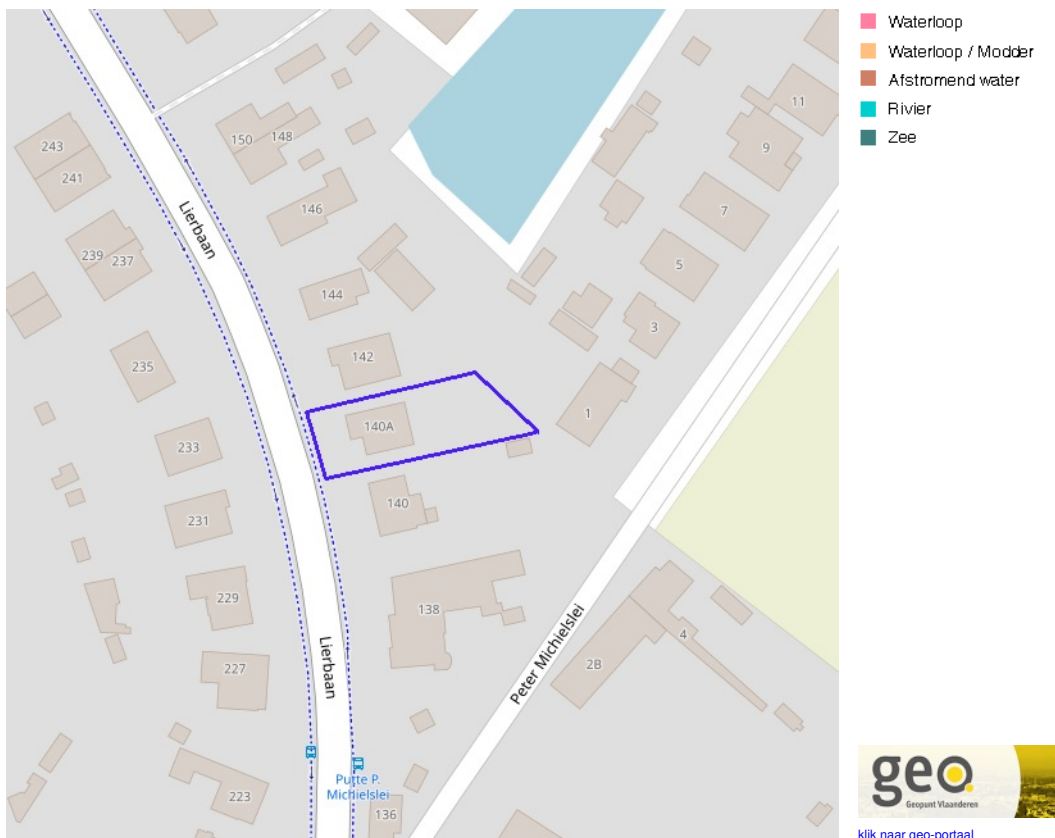 Waterloop
Waterloop / Modder
Afstromend water
Rivier
Zee
243
241
150
148
11
9
7
146
Lierbaan
239
237
5
144
3
235
142
1
140A
233
140
231
229
138
Lierbaan
227
Peter Michielslei
2B
4
Putte P.
Michielslei
223
136
geo
Geopunt Vlaanderen
klik naar geo-portaal